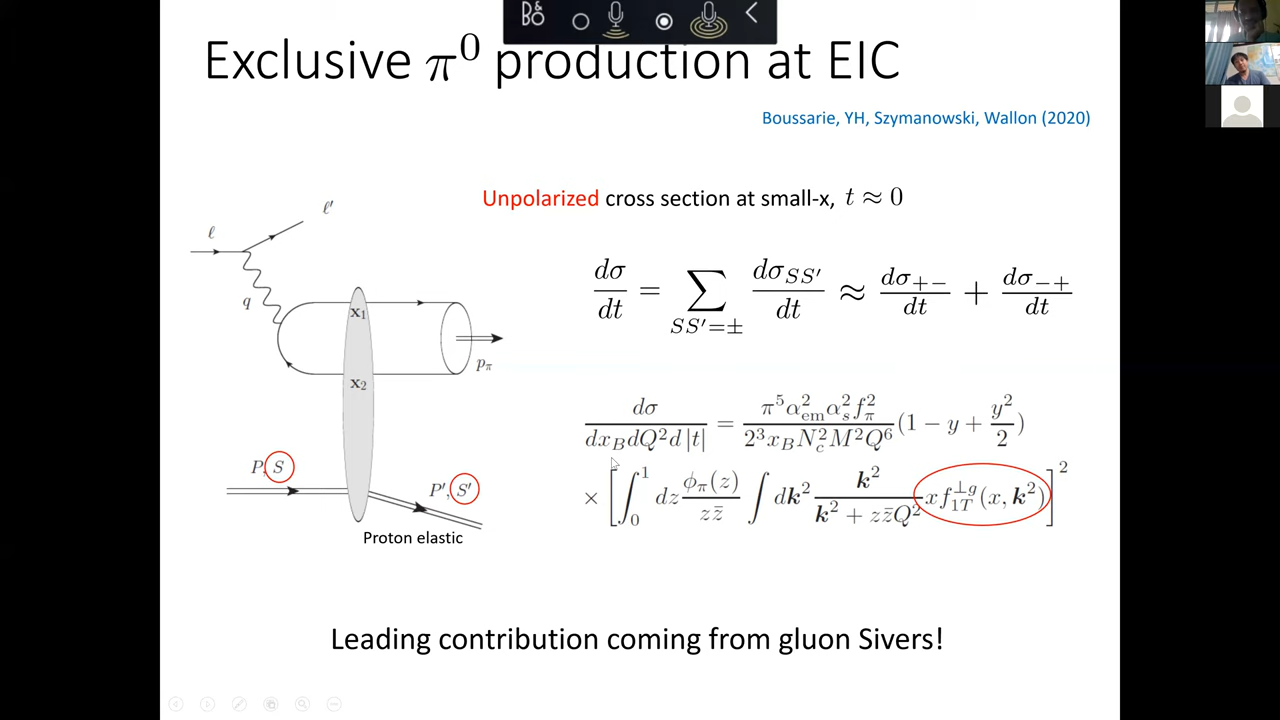 B&O
Exclusive π⁰ production at EIC
Boussarie, YH, Szymanowski, Wallon (2020)
Unpolarized cross section at small-x, t ≈ 0
ℓ
ℓ'
q
x₁
x₂
p_π
P, S
P', S'
Proton elastic
dσ/dt = ∑_{SS'=±} dσ_{SS'}/dt ≈ dσ_{+-}/dt + dσ_{-+}/dt
dσ/(dx_B dQ² d|t|) = (π⁵ α²_em α²_s f²_π)/(2³ x_B N²_c M² Q⁶) (1 − y + y²/2)
× [∫₀¹ dz φ_π(z)/(z z̄) ∫ dk² k²/(k² + z z̄ Q²) x f_{1T}^{⊥g}(x, k²)]²
Leading contribution coming from gluon Sivers!